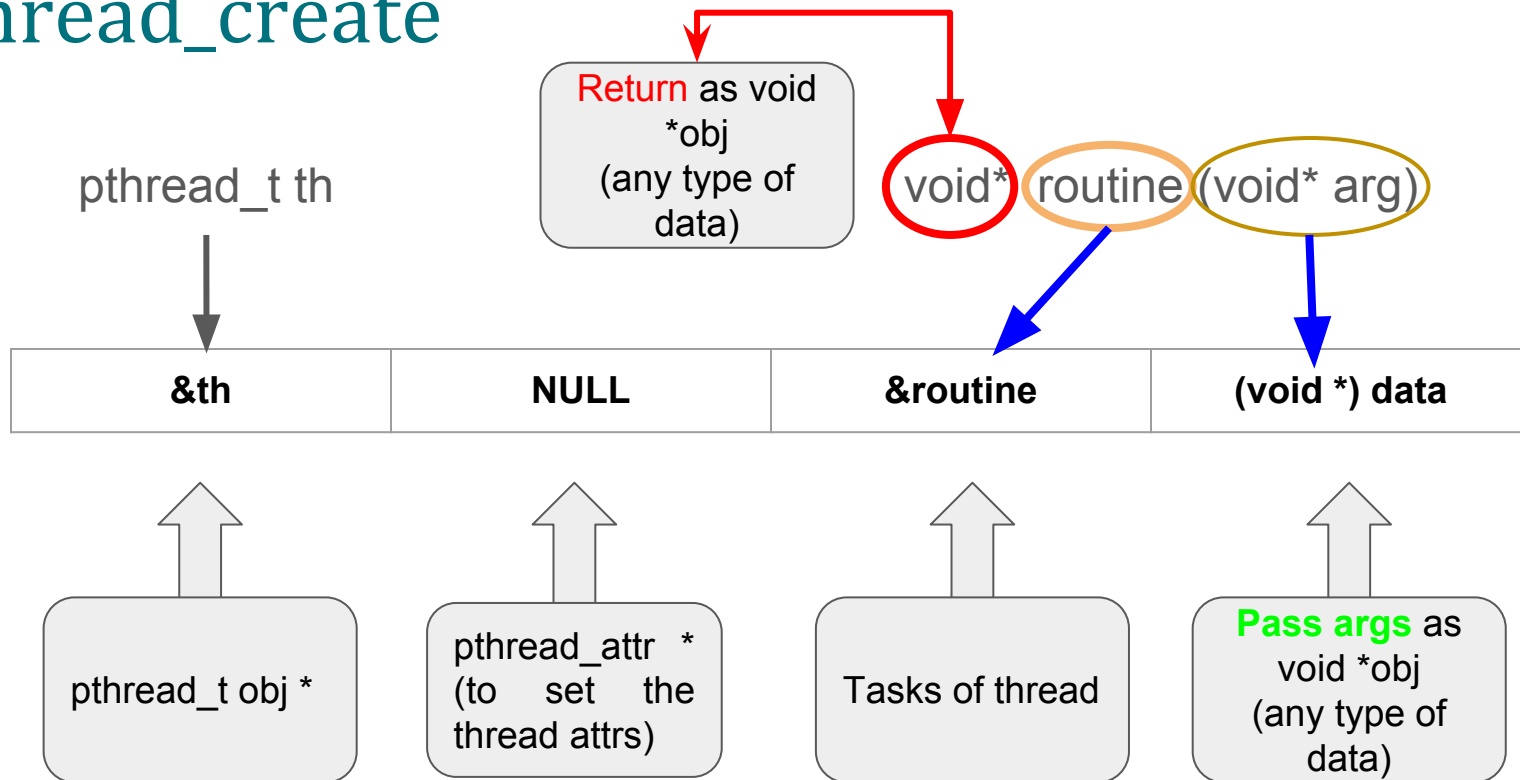 hread_create
Return as void
*obj
(any type of
data)
pthread_t th
void* routine (void* arg)
&th
NULL
&routine
(void *) data
pthread_t obj *
pthread_attr *
(to set the
thread attrs)
Tasks of thread
Pass args as
void *obj
(any type of
data)